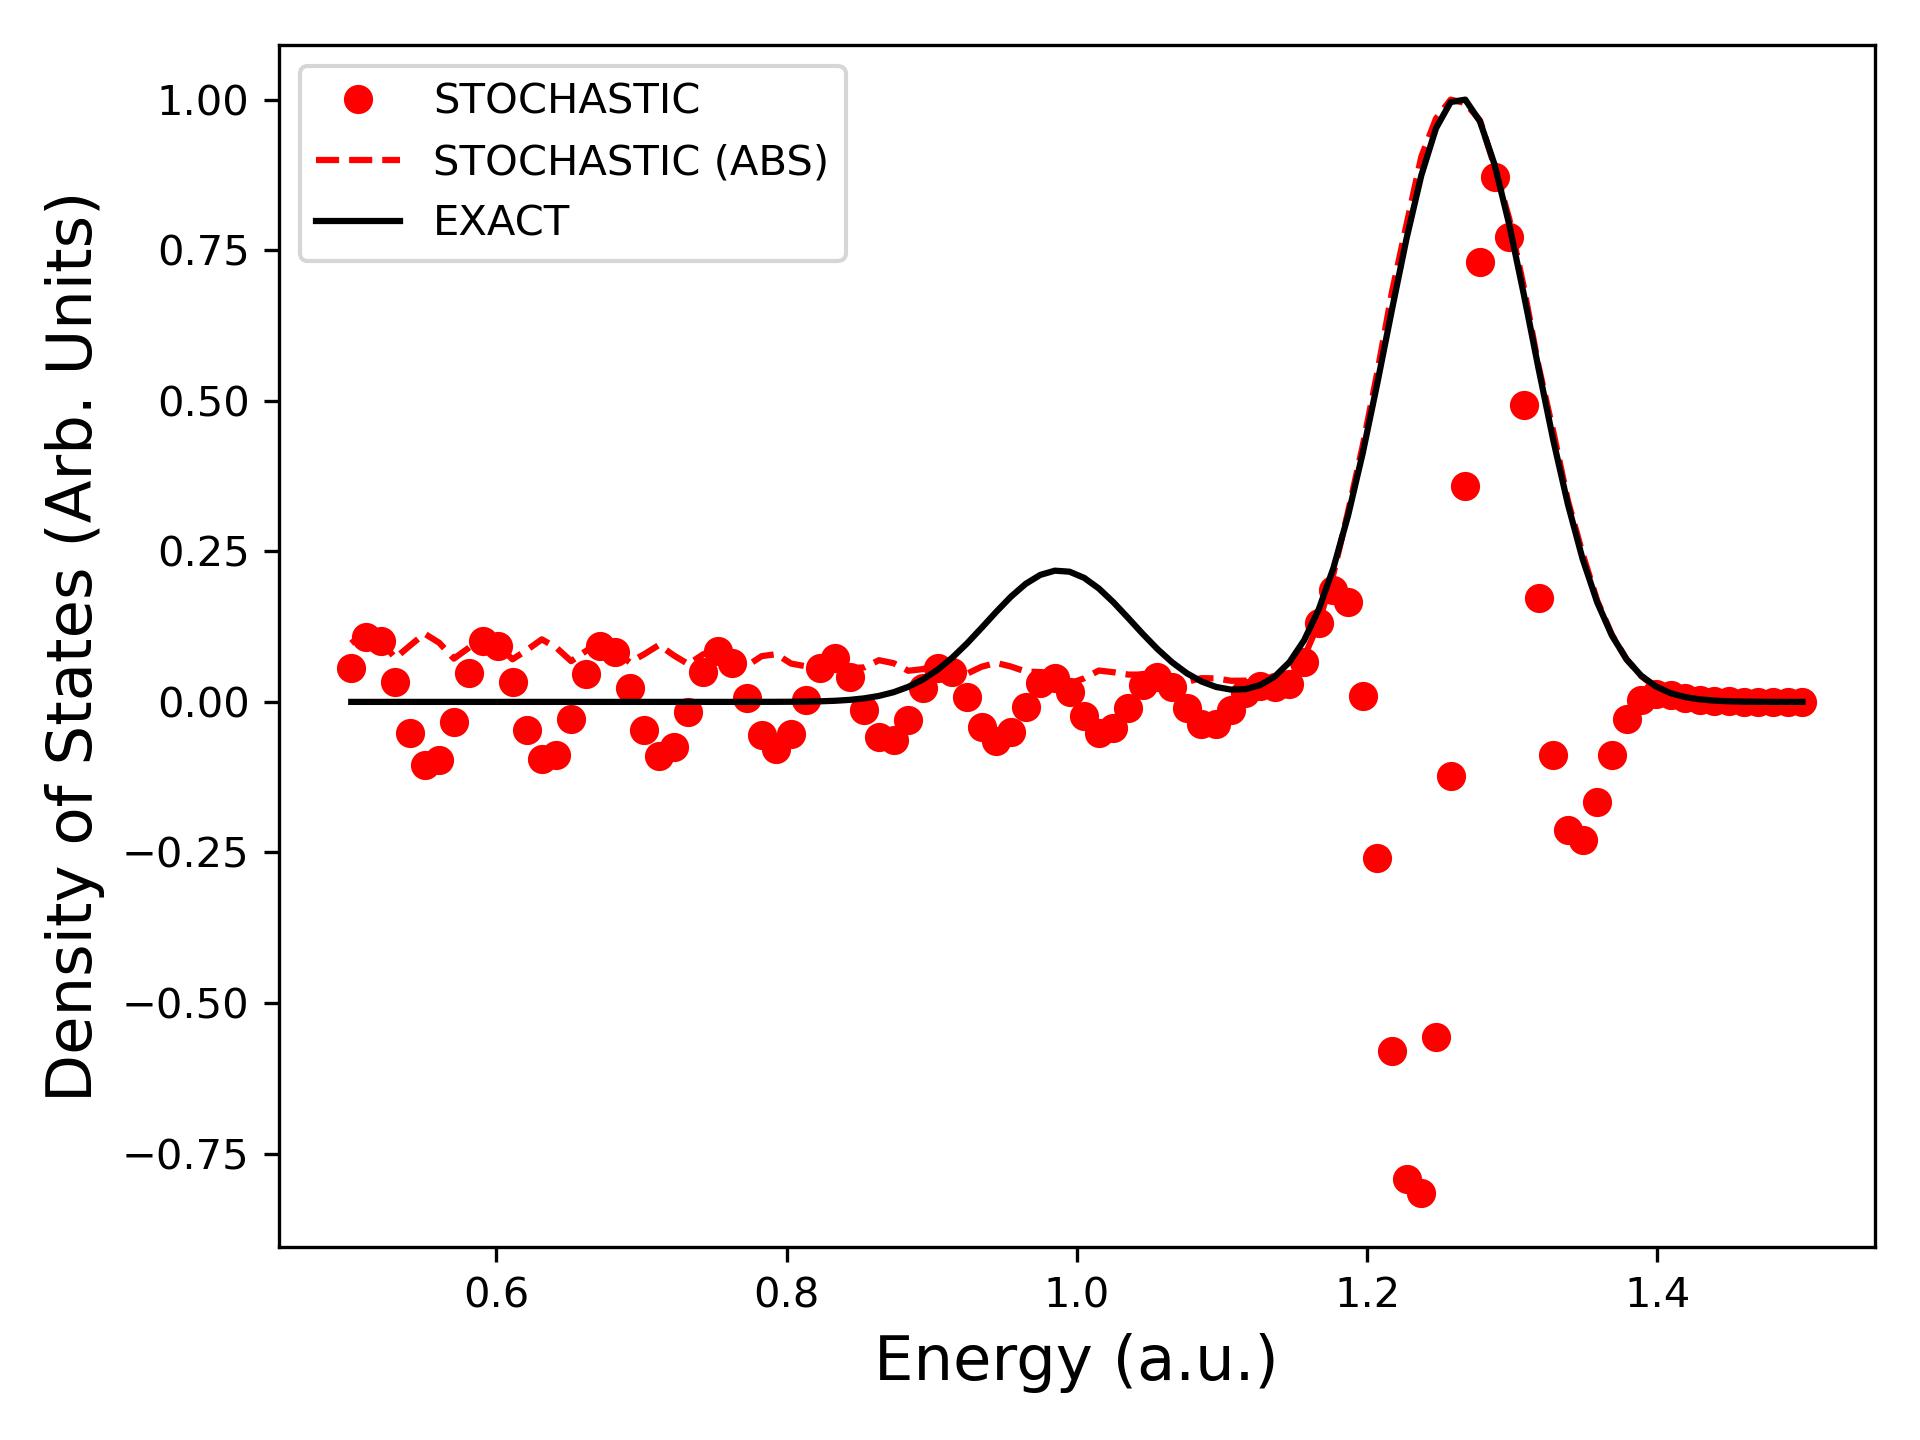 STOCHASTIC
STOCHASTIC (ABS)
EXACT
Density of States (Arb. Units)
1.00
0.75
0.50
0.25
0.00
−0.25
−0.50
−0.75
0.6 0.8 1.0 1.2 1.4
Energy (a.u.)